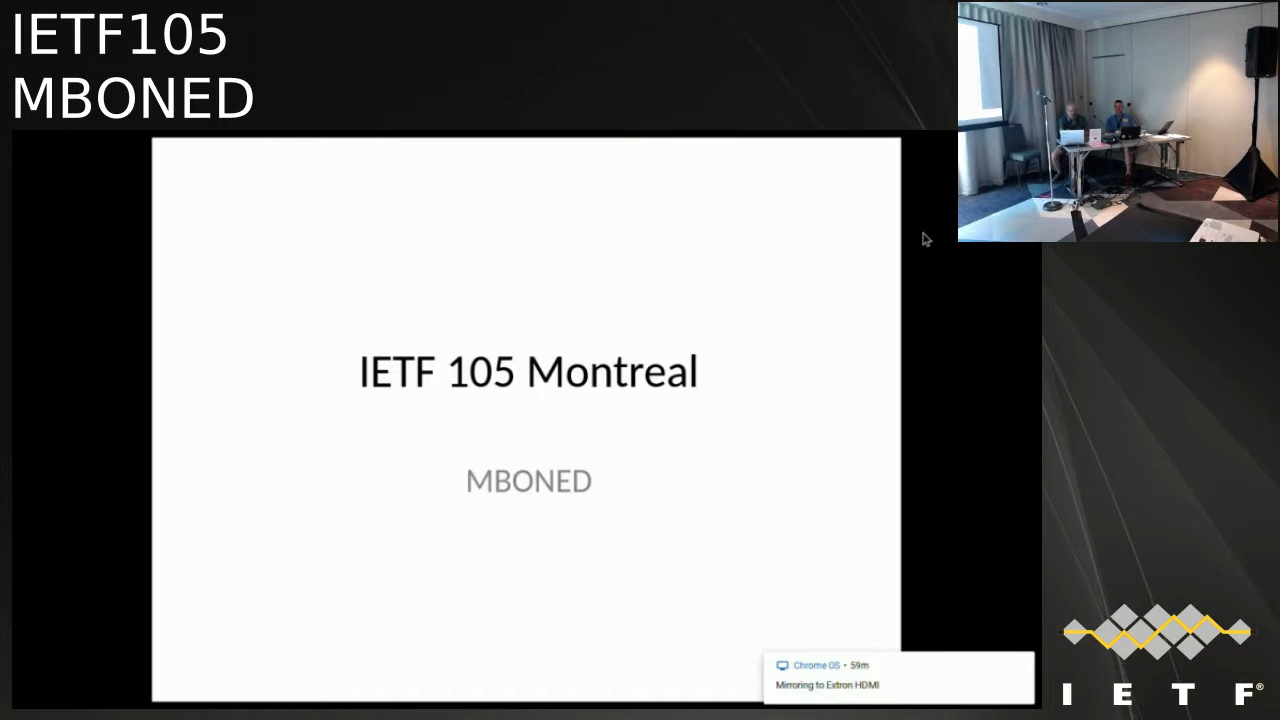 IETF105
MBONED
IETF 105 Montreal
MBONED
Chrome OS • 59m
Mirroring to Extron HDMI
I E T F®